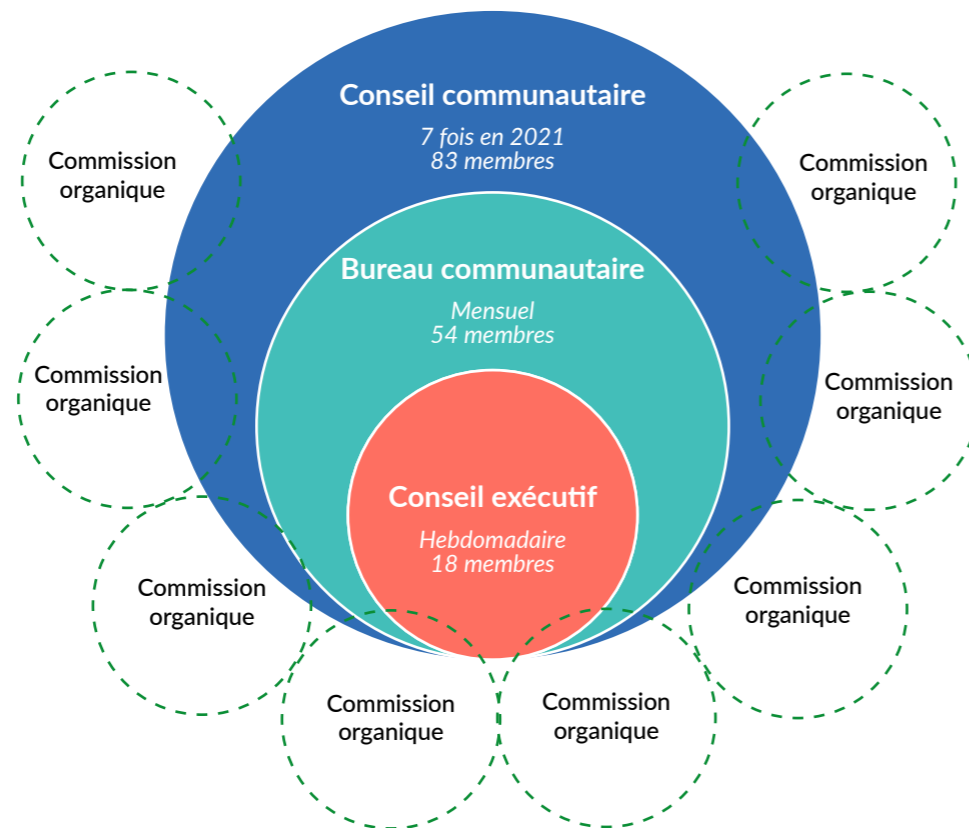 Conseil communautaire
7 fois en 2021
83 membres
Commission
organique
Commission
organique
Bureau communautaire
Mensuel
54 membres
Commission
organique
Commission
organique
Conseil exécutif
Hebdomadaire
18 membres
Commission
organique
Commission
organique
Commission
organique
Commission
organique